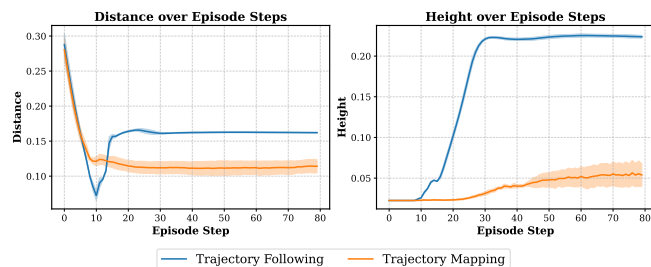 Distance over Episode Steps
Height over Episode Steps
Distance
0.30
0.25
0.20
0.15
0.10
0 10 20 30 40 50 60 70 80
Episode Step
Height
0.20
0.15
0.10
0.05
0 10 20 30 40 50 60 70 80
Episode Step
Trajectory Following
Trajectory Mapping